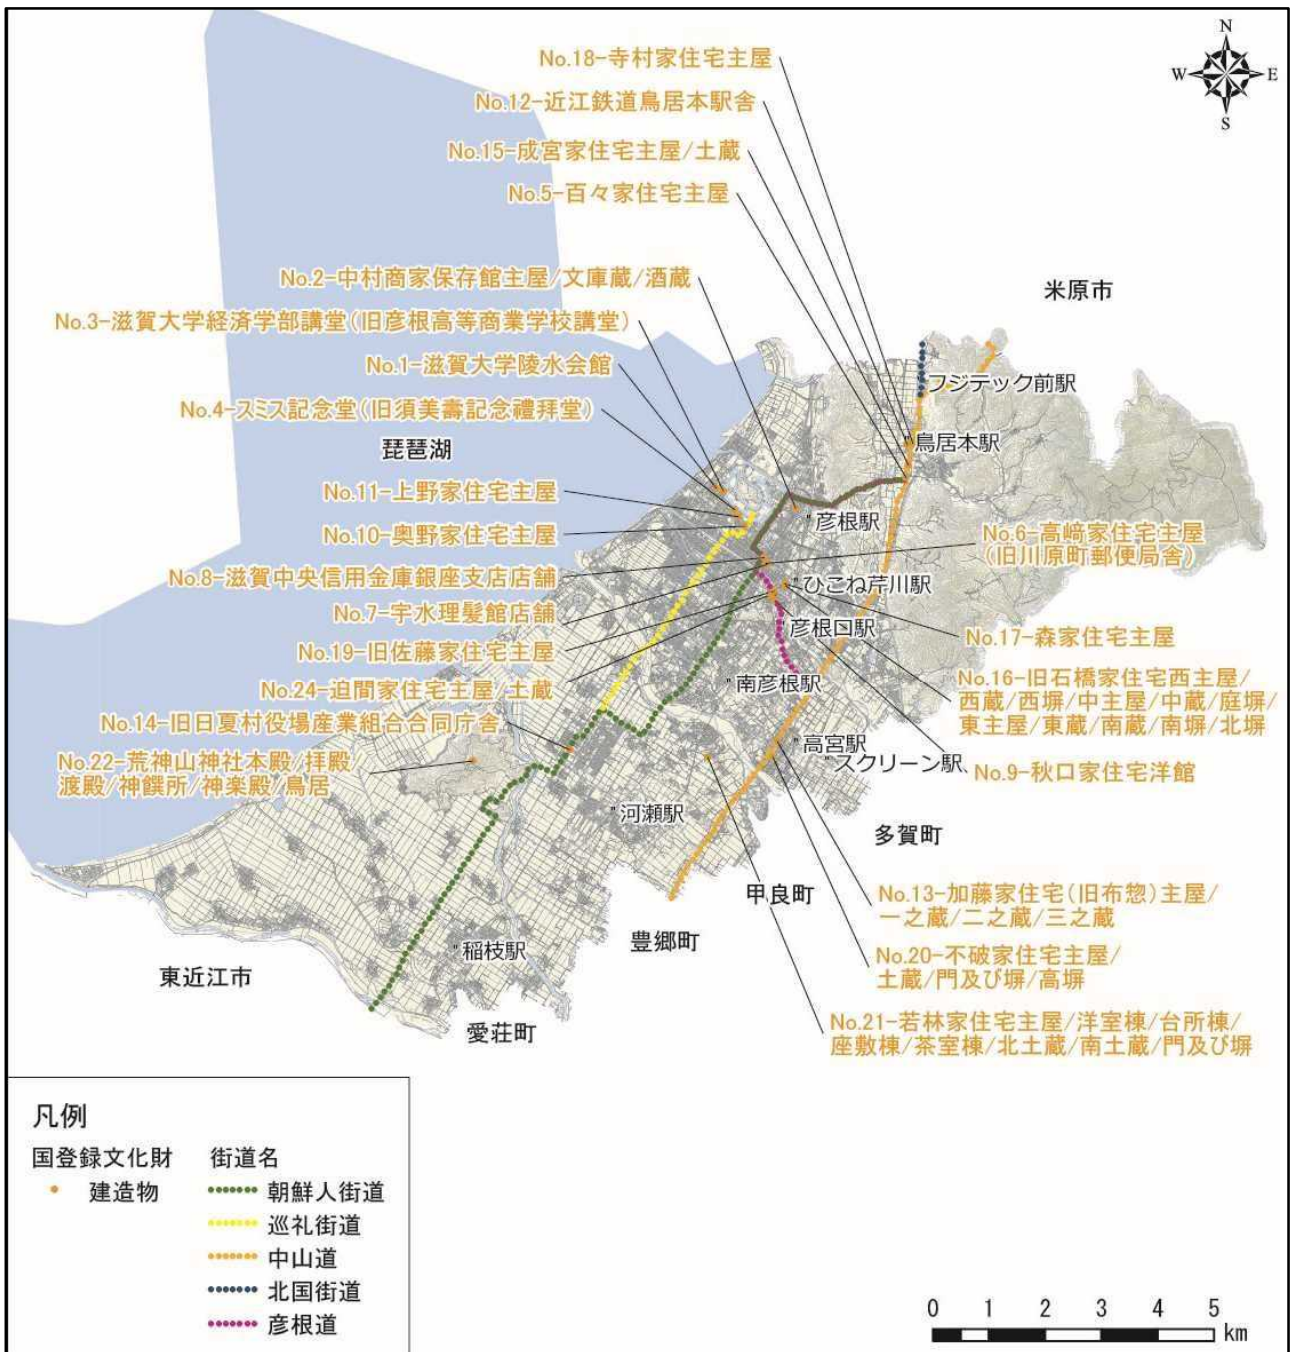 N
W
E
S
No.18-寺村家住宅主屋
No.12-近江鉄道鳥居本駅舎
No.15-成宮家住宅主屋/土蔵
No.5-百々家住宅主屋
No.2-中村商家保存館主屋/文庫蔵/酒蔵
米原市
No.3-滋賀大学経済学部講堂(旧彦根高等商業学校講堂)
No.1-滋賀大学陵水会館
フジテック前駅
No.4-スミス記念堂(旧須美壽記念禮拜堂)
琵琶湖
鳥居本駅
No.11-上野家住宅主屋
彦根駅
No.10-奥野家住宅主屋
No.6-高﨑家住宅主屋
(旧川原町郵便局舎)
No.8-滋賀中央信用金庫銀座支店店舗
ひこね芹川駅
No.7-宇水理髪館店舗
彦根口駅
No.17-森家住宅主屋
No.19-旧佐藤家住宅主屋
No.24-迫間家住宅主屋/土蔵
南彦根駅
No.16-旧石橋家住宅西主屋/
西蔵/西塀/中主屋/中蔵/庭塀/
東主屋/東蔵/南蔵/南塀/北塀
No.14-旧日夏村役場産業組合合同庁舎
高宮駅
No.22-荒神山神社本殿/拝殿
渡殿/神饌所/神楽殿/鳥居
スクリーン駅
No.9-秋口家住宅洋館
河瀬駅
多賀町
甲良町
No.13-加藤家住宅(旧布惣)主屋/
一之蔵/二之蔵/三之蔵
豊郷町
稲枝駅
No.20-不破家住宅主屋/
土蔵/門及び塀/高塀
東近江市
愛荘町
No.21-若林家住宅主屋/洋室棟/台所棟/
座敷棟/茶室棟/北土蔵/南土蔵/門及び塀
凡例
国登録文化財
建造物
街道名
朝鮮人街道
巡礼街道
中山道
北国街道
彦根道
0 1 2 3 4 5
km